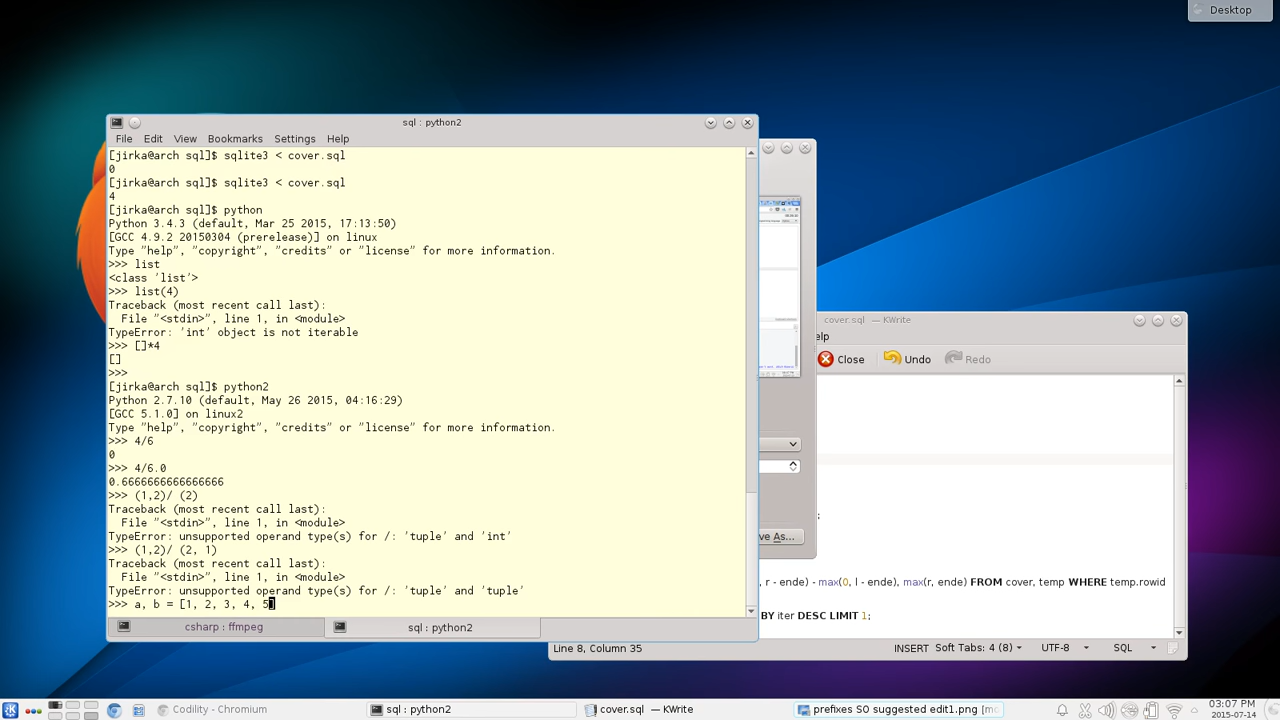 Desktop
sql : python2
File Edit View Bookmarks Settings Help
[jirka@arch sql]$ sqlite3 < cover.sql
0
[jirka@arch sql]$ sqlite3 < cover.sql
4
[jirka@arch sql]$ python
Python 3.4.3 (default, Mar 25 2015, 17:13:50)
[GCC 4.9.2 20150304 (prerelease)] on linux
Type "help", "copyright", "credits" or "license" for more information.
>>> list
<class 'list'>
>>> list(4)
Traceback (most recent call last):
  File "<stdin>", line 1, in <module>
TypeError: 'int' object is not iterable
>>> []*4
[]
>>>
[jirka@arch sql]$ python2
Python 2.7.10 (default, May 26 2015, 04:16:29)
[GCC 5.1.0] on linux2
Type "help", "copyright", "credits" or "license" for more information.
>>> 4/6
0
>>> 4/6.0
0.6666666666666666
>>> (1,2)/ (2)
Traceback (most recent call last):
  File "<stdin>", line 1, in <module>
TypeError: unsupported operand type(s) for /: 'tuple' and 'int'
>>> (1,2)/ (2, 1)
Traceback (most recent call last):
  File "<stdin>", line 1, in <module>
TypeError: unsupported operand type(s) for /: 'tuple' and 'tuple'
>>> a, b = [1, 2, 3, 4, 5]
csharp : ffmpeg
sql : python2
cover.sql — KWrite
elp
Close Undo Redo
;
ve As...
, r - ende) - max(0, l - ende), max(r, ende) FROM cover, temp WHERE temp.rowid
BY iter DESC LIMIT 1;
Line 8, Column 35 INSERT Soft Tabs: 4 (8) UTF-8 SQL
Codility - Chromium
sql : python2
cover.sql — KWrite
prefixes SO suggested edit1.png [mo
03:07 PM
2015-07-14